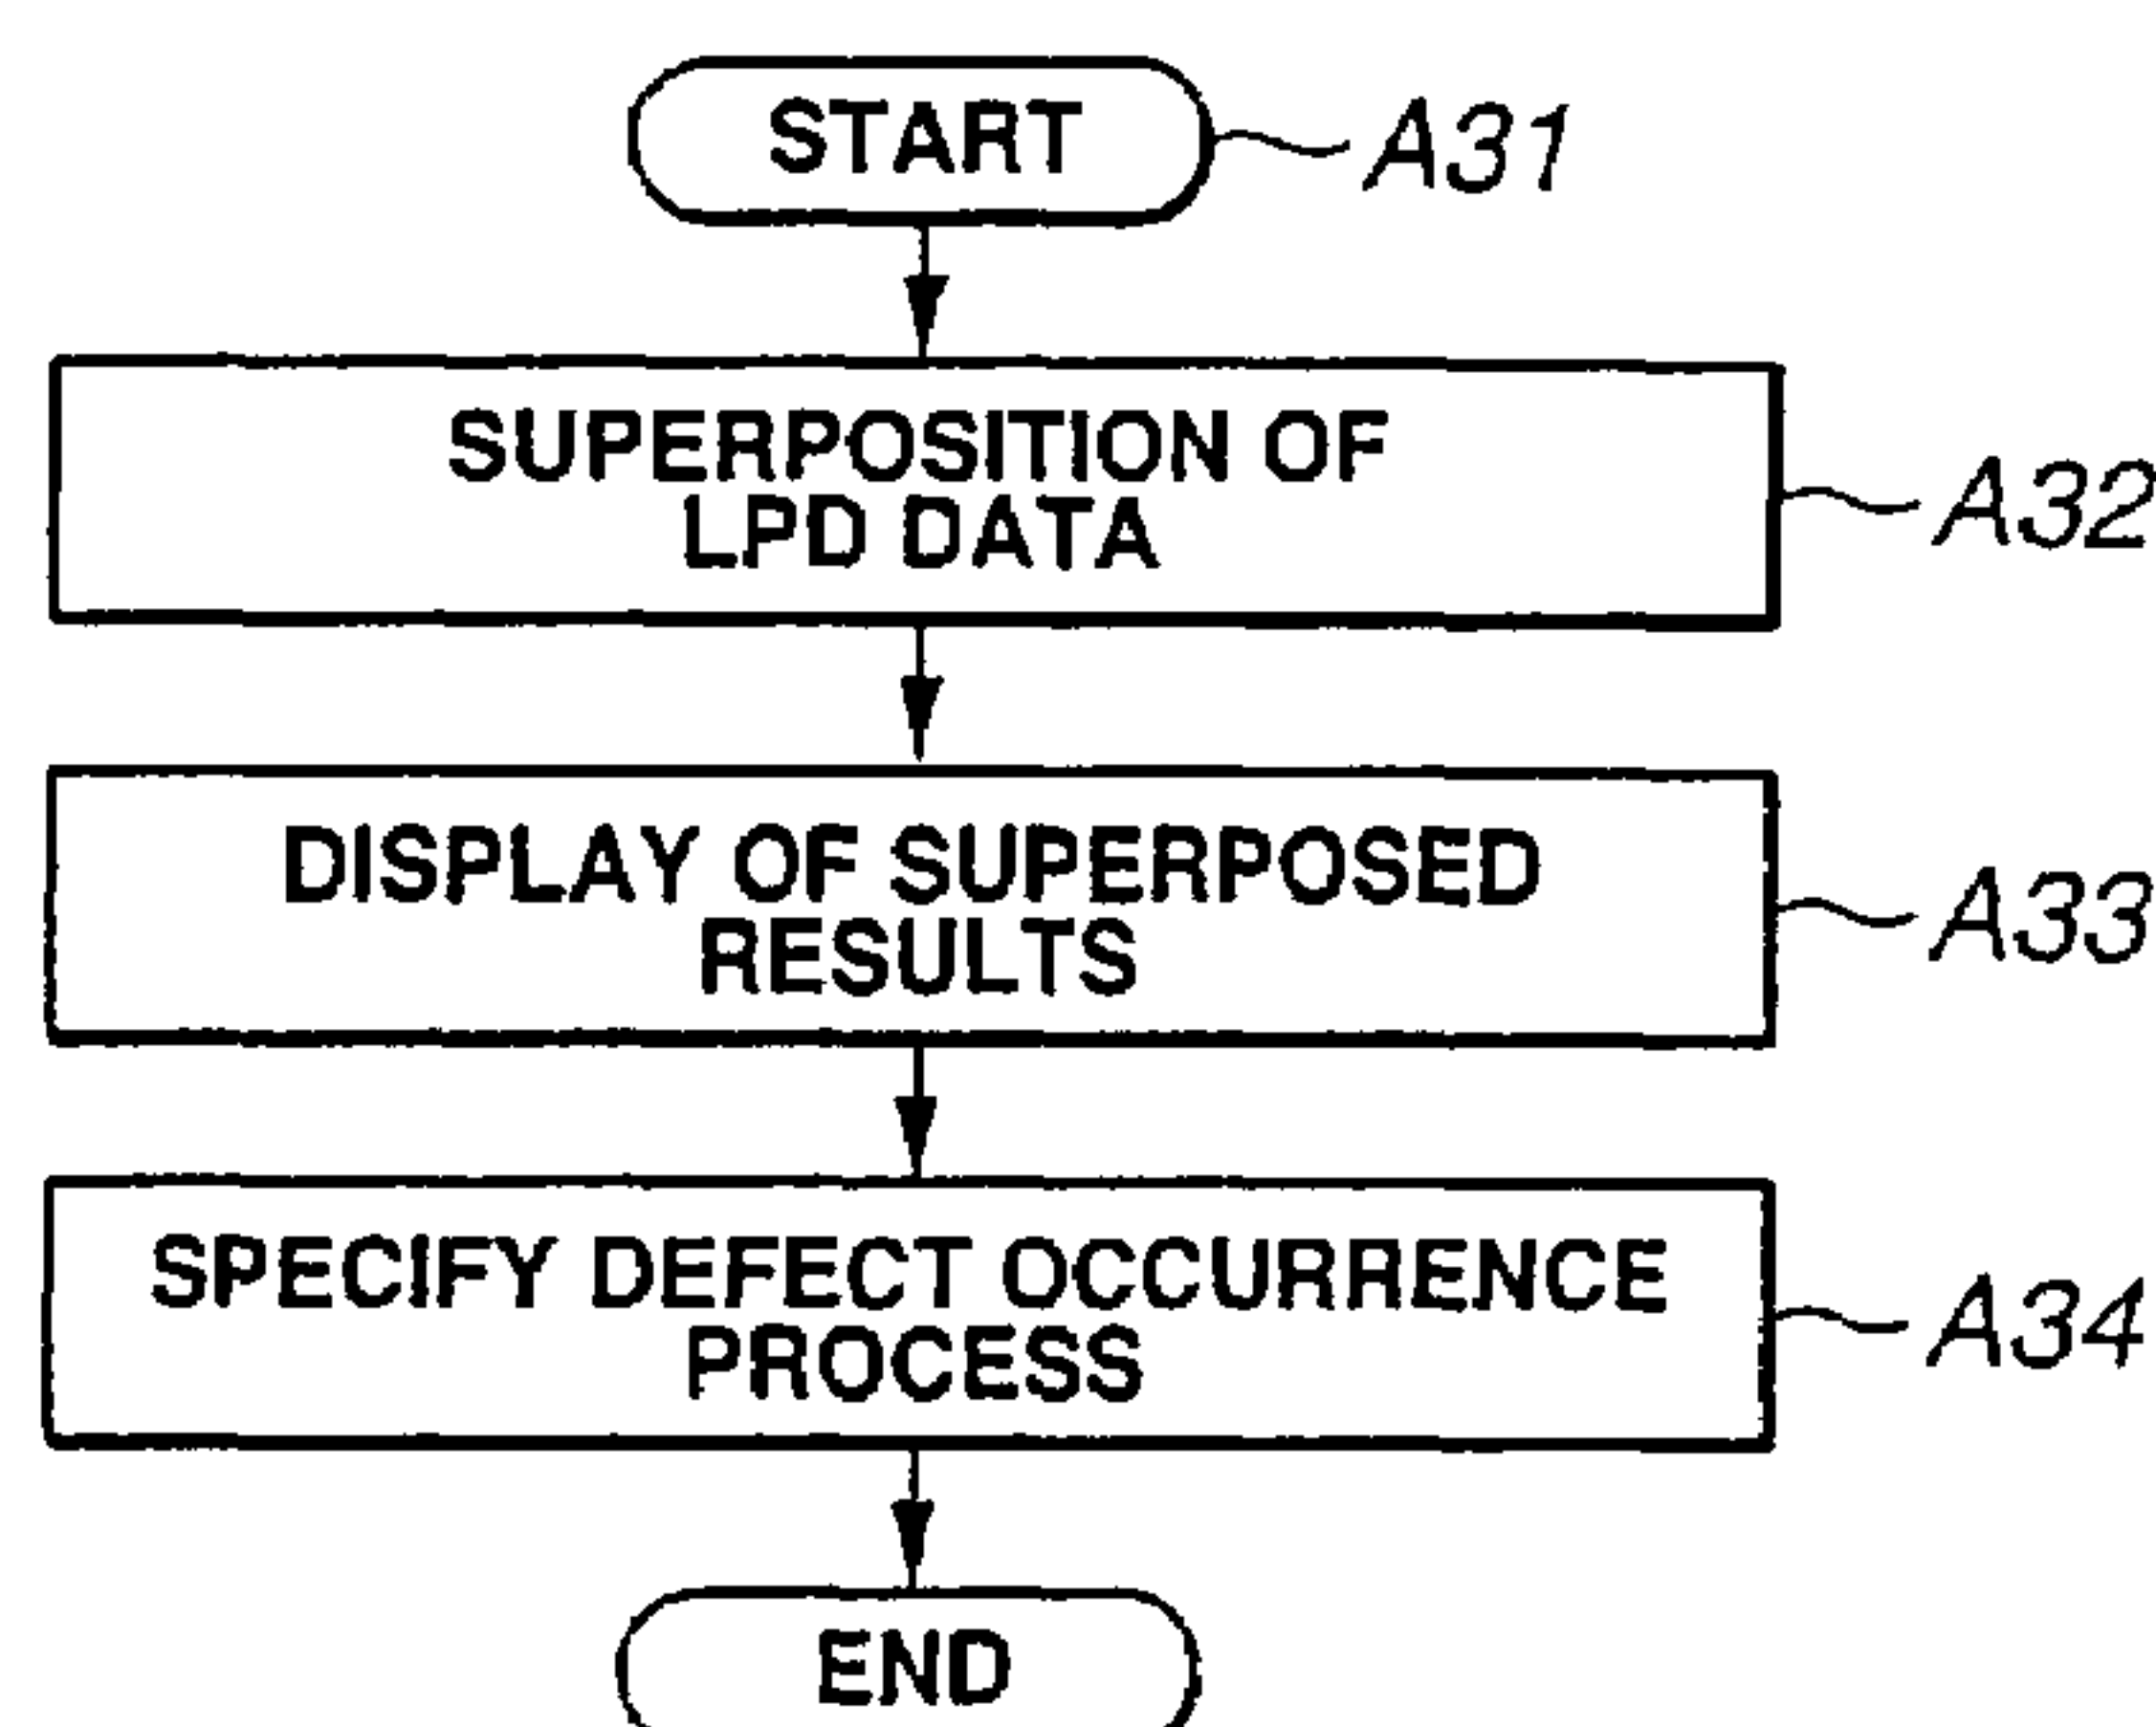 START
A31
SUPERPOSITION OF
LPD DATA
A32
DISPLAY OF SUPERPOSED
RESULTS
A33
SPECIFY DEFECT OCCURRENCE
PROCESS
A34
END